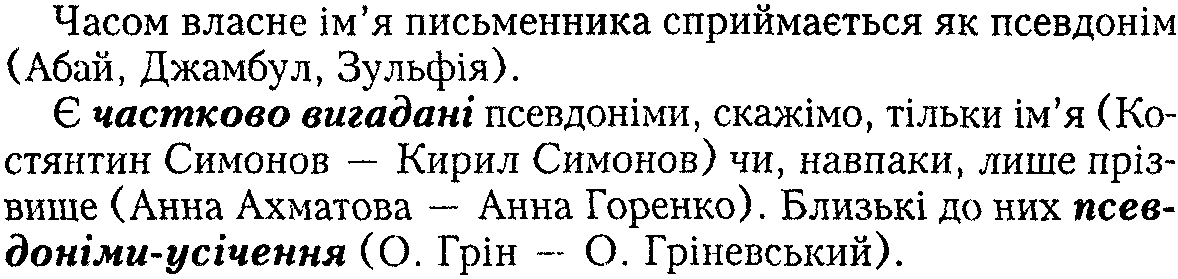 Часом власне ім’я письменника сприймається як псевдонім
(Абай, Джамбул, Зульфія).
Є частково вигадані псевдоніми, скажімо, тільки ім’я (Ко-
стянтин Симонов — Кирил Симонов) чи, навпаки, лише пріз-
вище (Анна Ахматова — Анна Горенко). Близькі до них псев-
доніми-усічення (О. Грін — О. Гріневський).